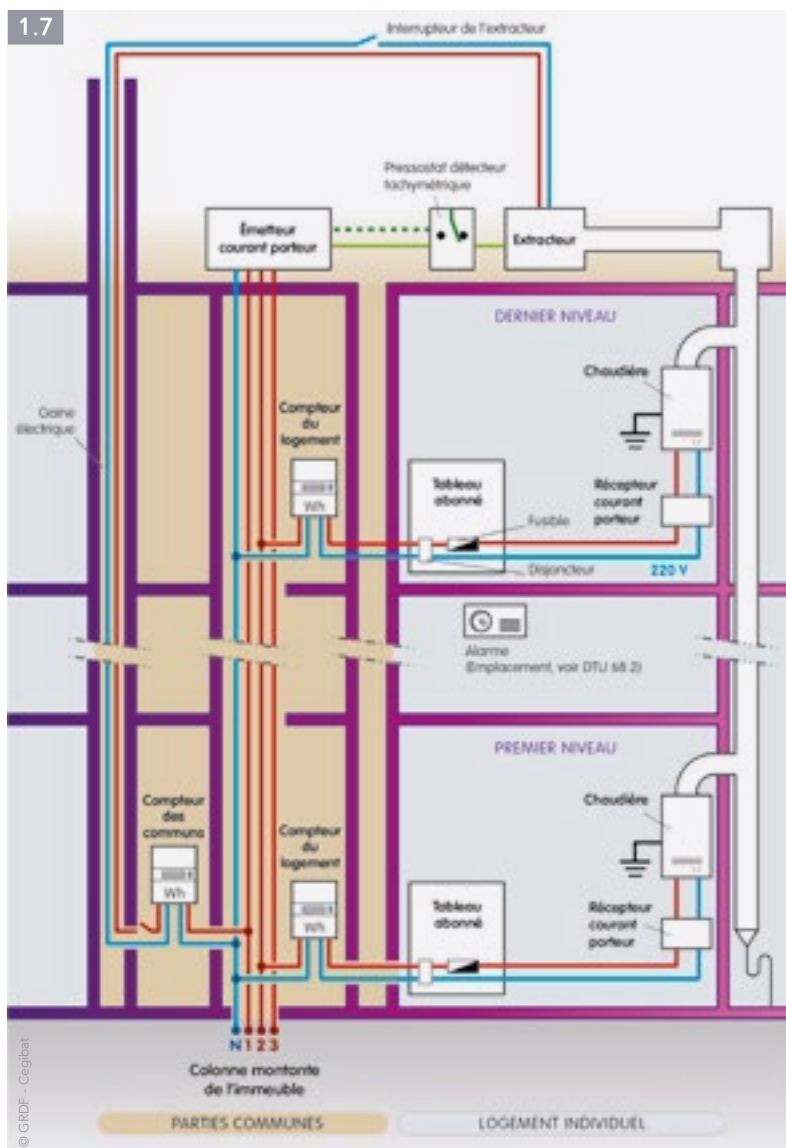 1.7
Interrupteur de l'extracteur
Pressostat détecteur
tachymétrique
Émetteur
courant porteur
Extracteur
DERNIER NIVEAU
Chaudière
Gaine
électrique
Compteur
du
logement
Wh
Tableau
abonné
Récepteur
courant
porteur
Fusible
Disjoncteur
220 V
Alarme
(Emplacement, voir DTU 68.2)
PREMIER NIVEAU
Chaudière
Compteur
des
communs
Wh
Compteur
du
logement
Wh
Tableau
abonné
Récepteur
courant
porteur
N 1 2 3
Colonne montante
de l'immeuble
PARTIES COMMUNES
LOGEMENT INDIVIDUEL
© GRDF - Cegibat